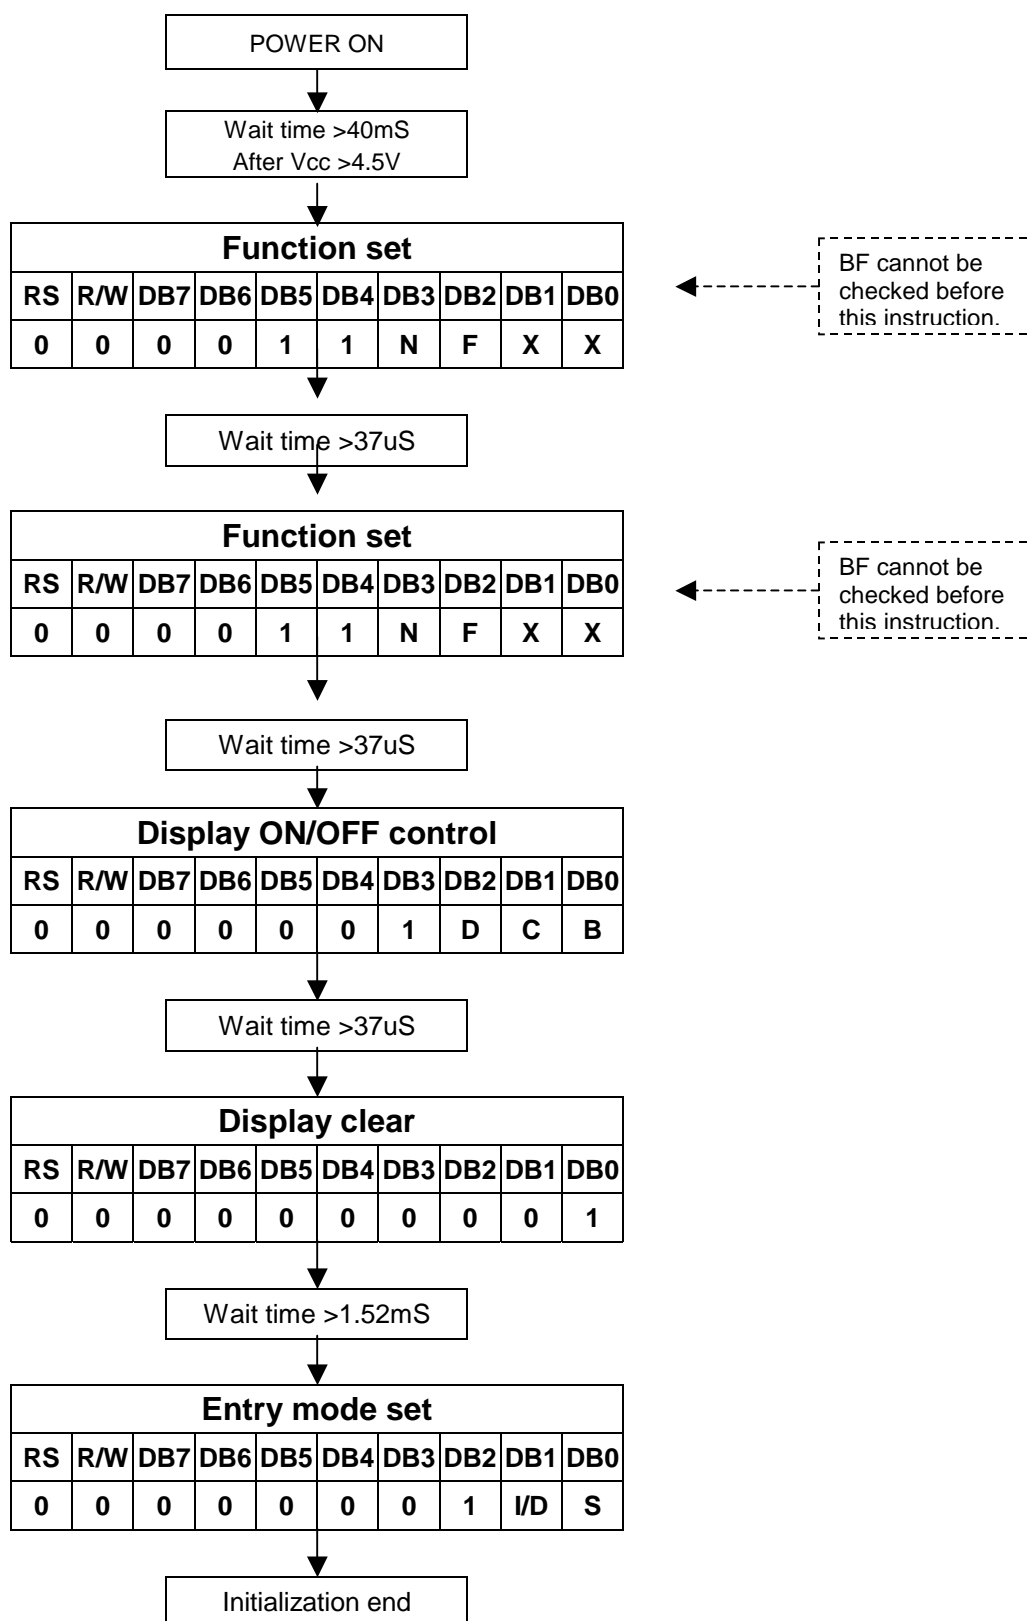 POWER ON
Wait time >40mS
After Vcc >4.5V
Function set
RS R/W DB7 DB6 DB5 DB4 DB3 DB2 DB1 DB0
0 0 0 0 1 1 N F X X
BF cannot be
checked before
this instruction.
Wait time >37uS
Function set
RS R/W DB7 DB6 DB5 DB4 DB3 DB2 DB1 DB0
0 0 0 0 1 1 N F X X
BF cannot be
checked before
this instruction.
Wait time >37uS
Display ON/OFF control
RS R/W DB7 DB6 DB5 DB4 DB3 DB2 DB1 DB0
0 0 0 0 0 0 1 D C B
Wait time >37uS
Display clear
RS R/W DB7 DB6 DB5 DB4 DB3 DB2 DB1 DB0
0 0 0 0 0 0 0 0 0 1
Wait time >1.52mS
Entry mode set
RS R/W DB7 DB6 DB5 DB4 DB3 DB2 DB1 DB0
0 0 0 0 0 0 0 1 I/D S
Initialization end